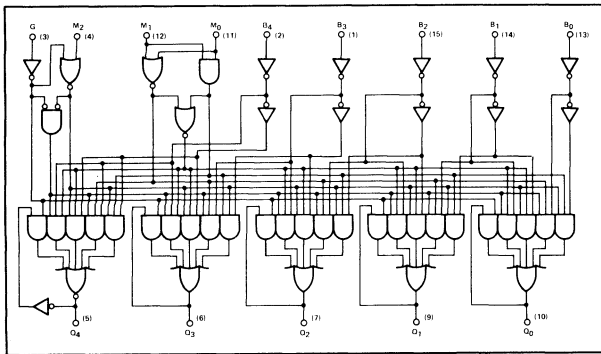 G M₂ M₁ M₀ B₄ B₃ B₂ B₁ B₀
(3) (4) (12) (11) (2) (1) (15) (14) (13)
(5) (6) (7) (9) (10)
Q₄ Q₃ Q₂ Q₁ Q₀